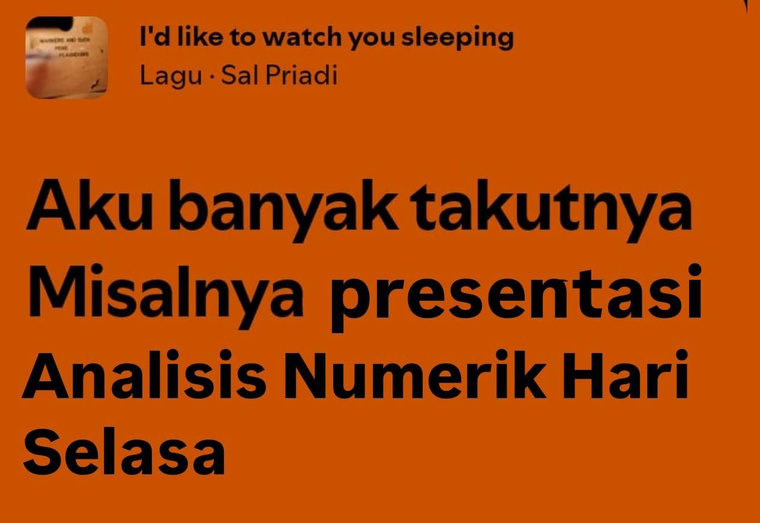 I'd like to watch you sleeping
Lagu · Sal Priadi
Aku banyak takutnya
Misalnya presentasi
Analisis Numerik Hari
Selasa